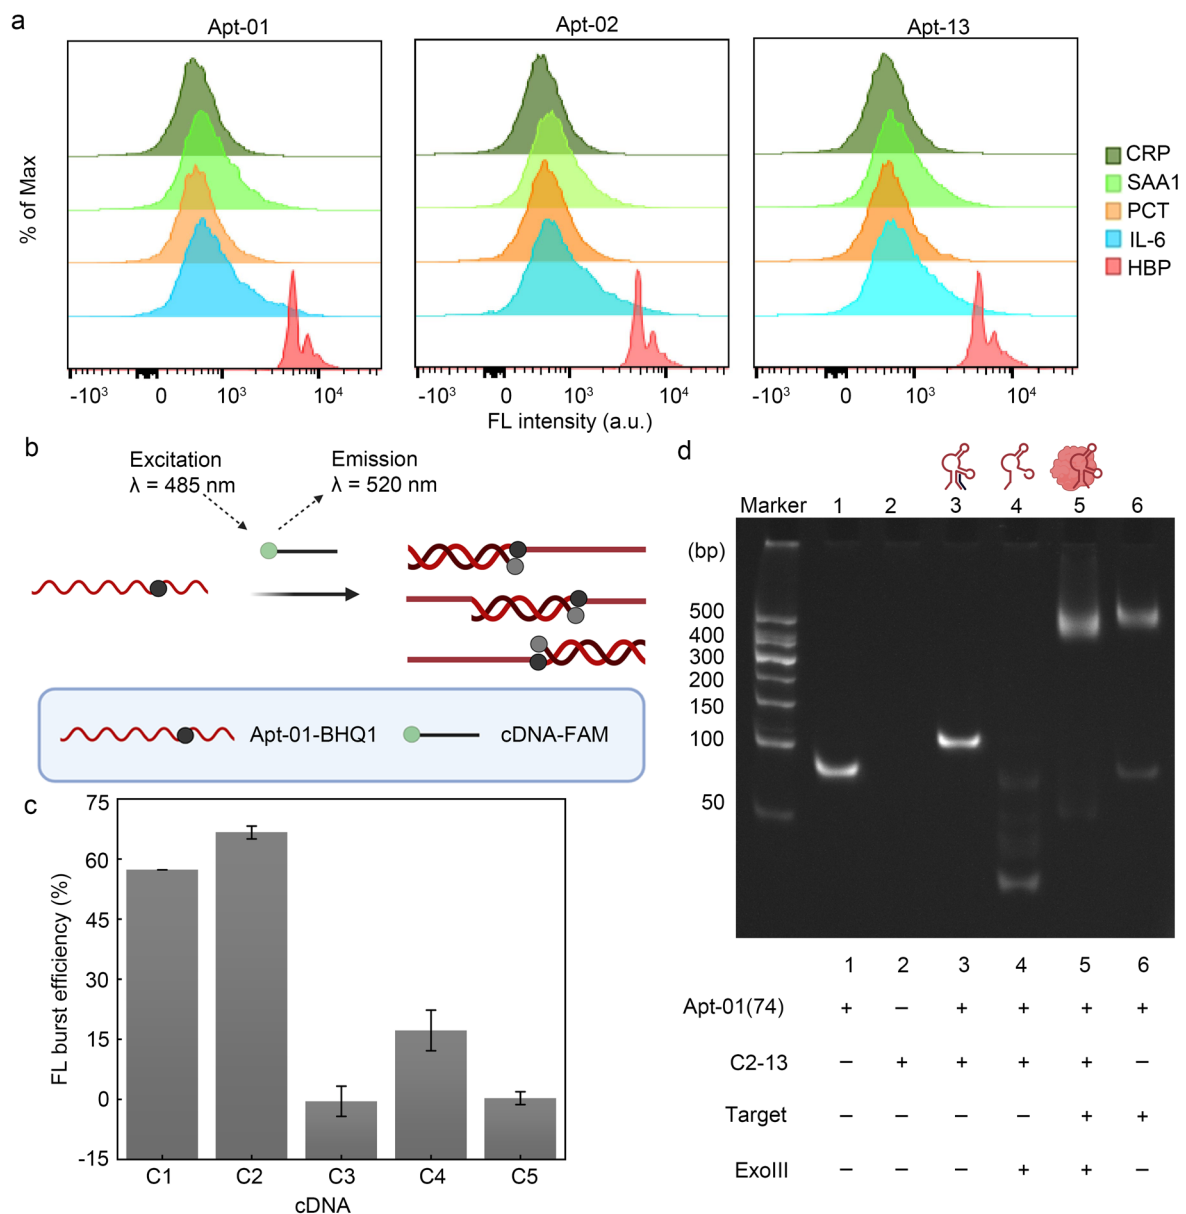 a
Apt-01
Apt-02
Apt-13
% of Max
CRP
SAA1
PCT
IL-6
HBP
-10³ 0 10³ 10⁴
-10³ 0 10³ 10⁴
-10³ 0 10³ 10⁴
FL intensity (a.u.)
b
Excitation
λ = 485 nm
Emission
λ = 520 nm
Apt-01-BHQ1
cDNA-FAM
c
FL burst efficiency (%)
75
60
45
30
15
0
-15
C1 C2 C3 C4 C5
cDNA
d
Marker 1 2 3 4 5 6
(bp)
500
400
300
200
150
100
50
1 2 3 4 5 6
Apt-01(74) + − + + + +
C2-13 − + + + + −
Target − − − − + +
ExoIII − − − + + −